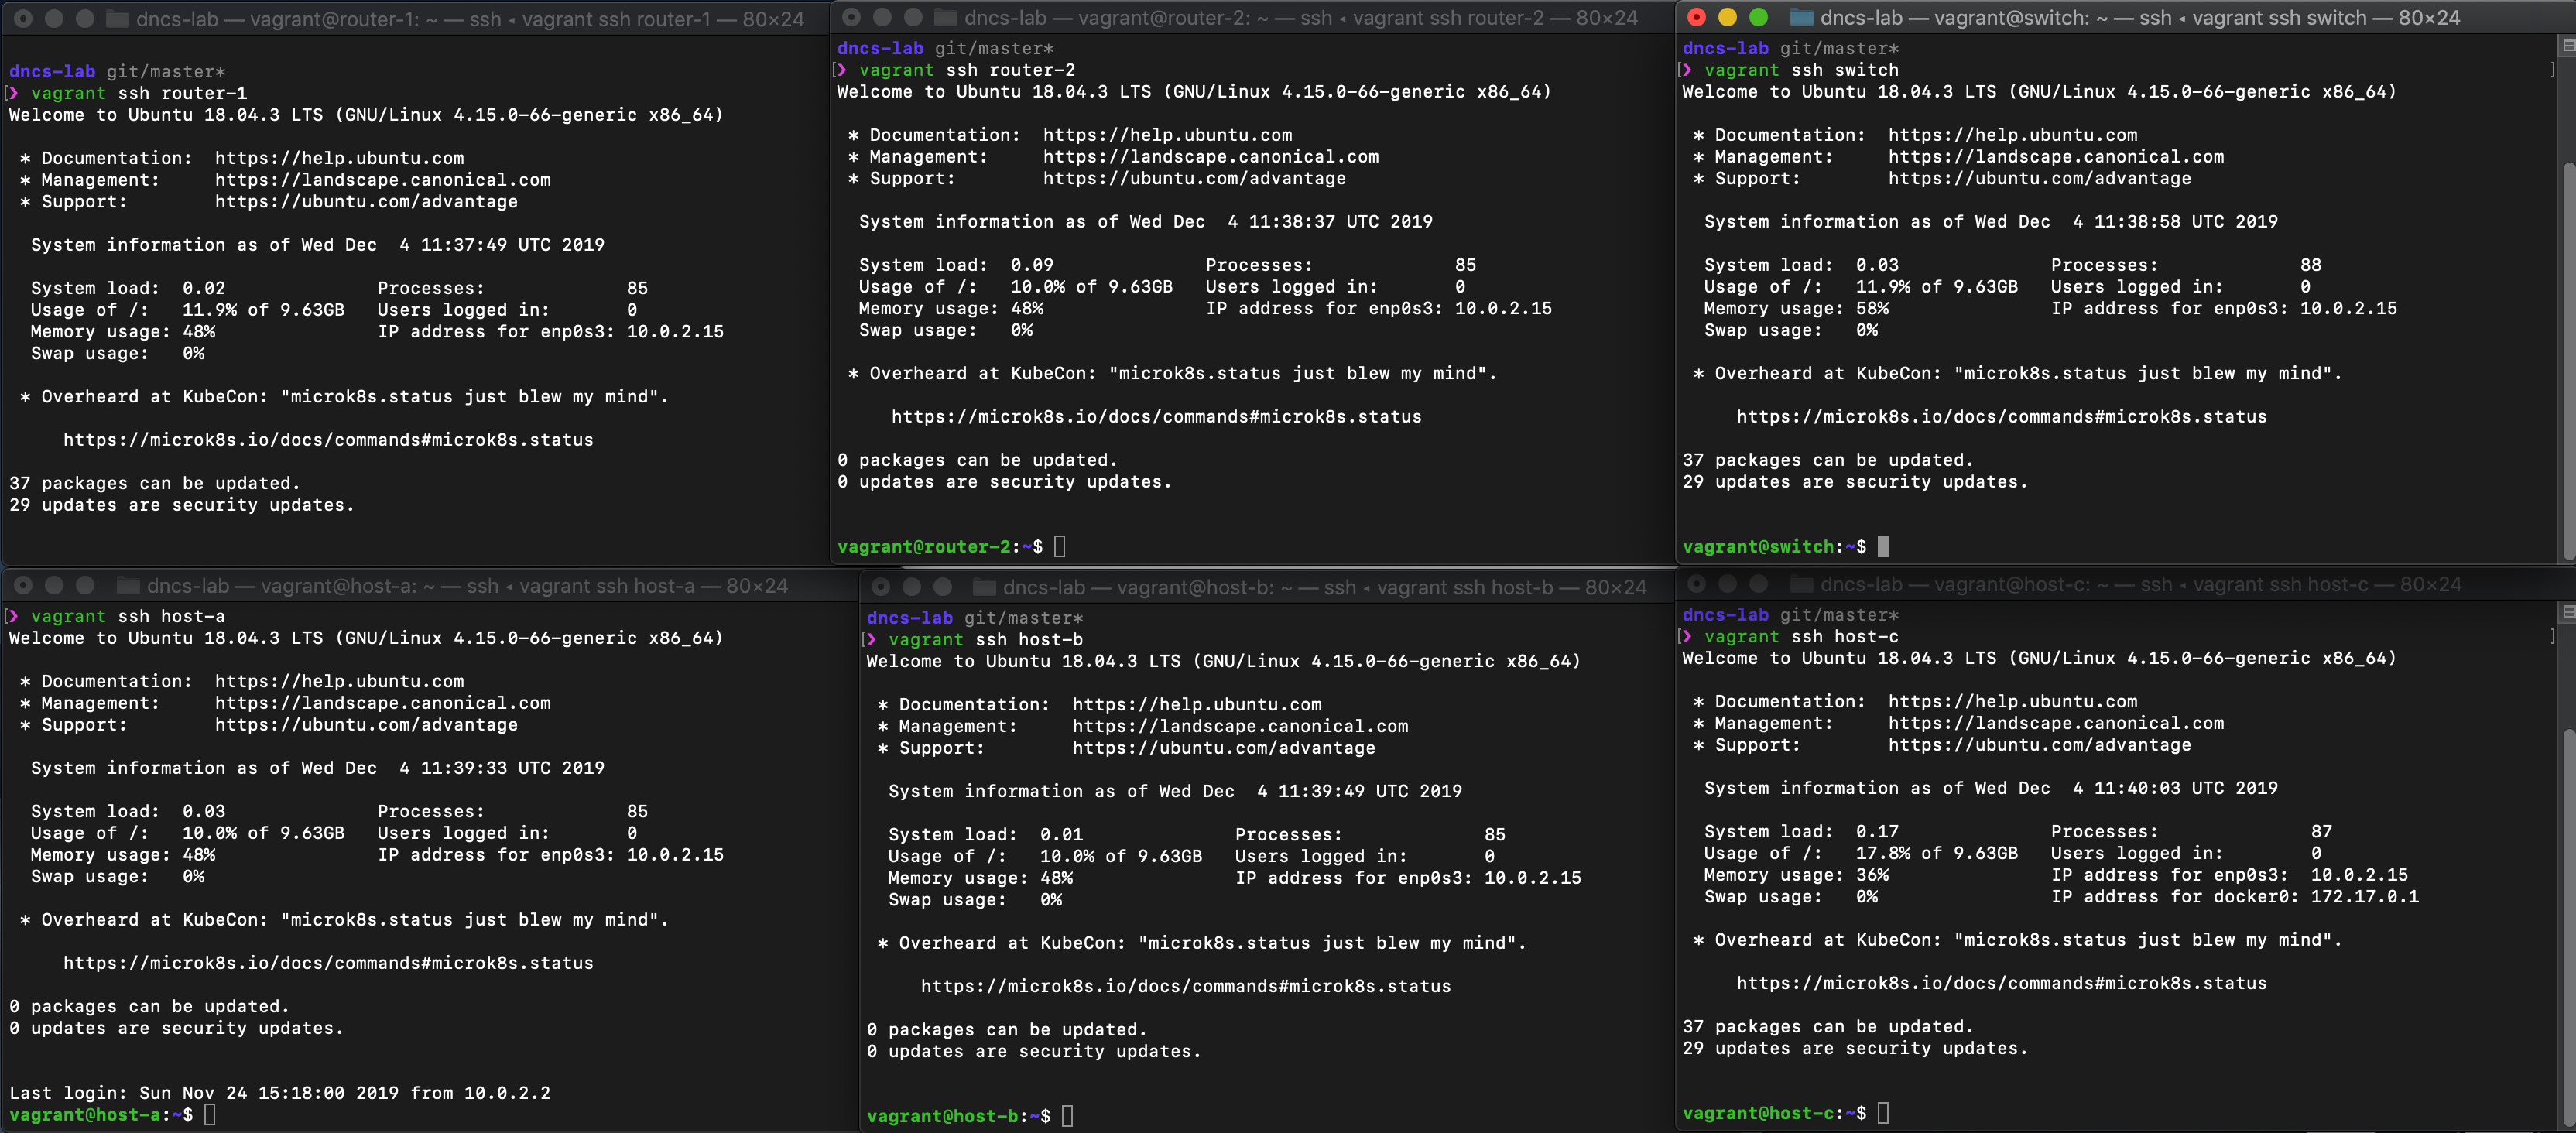 dncs-lab — vagrant@router-1: ~ — ssh ◂ vagrant ssh router-1 — 80×24
dncs-lab git/master*
[❯ vagrant ssh router-1
Welcome to Ubuntu 18.04.3 LTS (GNU/Linux 4.15.0-66-generic x86_64)
* Documentation:  https://help.ubuntu.com
* Management:     https://landscape.canonical.com
* Support:        https://ubuntu.com/advantage
System information as of Wed Dec  4 11:37:49 UTC 2019
System load:  0.02              Processes:             85
Usage of /:   11.9% of 9.63GB   Users logged in:       0
Memory usage: 48%               IP address for enp0s3: 10.0.2.15
Swap usage:   0%
* Overheard at KubeCon: "microk8s.status just blew my mind".
https://microk8s.io/docs/commands#microk8s.status
37 packages can be updated.
29 updates are security updates.
dncs-lab — vagrant@router-2: ~ — ssh ◂ vagrant ssh router-2 — 80×24
dncs-lab git/master*
[❯ vagrant ssh router-2
Welcome to Ubuntu 18.04.3 LTS (GNU/Linux 4.15.0-66-generic x86_64)
* Documentation:  https://help.ubuntu.com
* Management:     https://landscape.canonical.com
* Support:        https://ubuntu.com/advantage
System information as of Wed Dec  4 11:38:37 UTC 2019
System load:  0.09              Processes:             85
Usage of /:   10.0% of 9.63GB   Users logged in:       0
Memory usage: 48%               IP address for enp0s3: 10.0.2.15
Swap usage:   0%
* Overheard at KubeCon: "microk8s.status just blew my mind".
https://microk8s.io/docs/commands#microk8s.status
0 packages can be updated.
0 updates are security updates.
vagrant@router-2:~$
dncs-lab — vagrant@switch: ~ — ssh ◂ vagrant ssh switch — 80×24
dncs-lab git/master*
[❯ vagrant ssh switch ]
Welcome to Ubuntu 18.04.3 LTS (GNU/Linux 4.15.0-66-generic x86_64)
* Documentation:  https://help.ubuntu.com
* Management:     https://landscape.canonical.com
* Support:        https://ubuntu.com/advantage
System information as of Wed Dec  4 11:38:58 UTC 2019
System load:  0.03              Processes:             88
Usage of /:   11.9% of 9.63GB   Users logged in:       0
Memory usage: 58%               IP address for enp0s3: 10.0.2.15
Swap usage:   0%
* Overheard at KubeCon: "microk8s.status just blew my mind".
https://microk8s.io/docs/commands#microk8s.status
37 packages can be updated.
29 updates are security updates.
vagrant@switch:~$
dncs-lab — vagrant@host-a: ~ — ssh ◂ vagrant ssh host-a — 80×24
[❯ vagrant ssh host-a
Welcome to Ubuntu 18.04.3 LTS (GNU/Linux 4.15.0-66-generic x86_64)
* Documentation:  https://help.ubuntu.com
* Management:     https://landscape.canonical.com
* Support:        https://ubuntu.com/advantage
System information as of Wed Dec  4 11:39:33 UTC 2019
System load:  0.03              Processes:             85
Usage of /:   10.0% of 9.63GB   Users logged in:       0
Memory usage: 48%               IP address for enp0s3: 10.0.2.15
Swap usage:   0%
* Overheard at KubeCon: "microk8s.status just blew my mind".
https://microk8s.io/docs/commands#microk8s.status
0 packages can be updated.
0 updates are security updates.
Last login: Sun Nov 24 15:18:00 2019 from 10.0.2.2
vagrant@host-a:~$
dncs-lab — vagrant@host-b: ~ — ssh ◂ vagrant ssh host-b — 80×24
dncs-lab git/master*
[❯ vagrant ssh host-b
Welcome to Ubuntu 18.04.3 LTS (GNU/Linux 4.15.0-66-generic x86_64)
* Documentation:  https://help.ubuntu.com
* Management:     https://landscape.canonical.com
* Support:        https://ubuntu.com/advantage
System information as of Wed Dec  4 11:39:49 UTC 2019
System load:  0.01              Processes:             85
Usage of /:   10.0% of 9.63GB   Users logged in:       0
Memory usage: 48%               IP address for enp0s3: 10.0.2.15
Swap usage:   0%
* Overheard at KubeCon: "microk8s.status just blew my mind".
https://microk8s.io/docs/commands#microk8s.status
0 packages can be updated.
0 updates are security updates.
vagrant@host-b:~$
dncs-lab — vagrant@host-c: ~ — ssh ◂ vagrant ssh host-c — 80×24
dncs-lab git/master*
[❯ vagrant ssh host-c ]
Welcome to Ubuntu 18.04.3 LTS (GNU/Linux 4.15.0-66-generic x86_64)
* Documentation:  https://help.ubuntu.com
* Management:     https://landscape.canonical.com
* Support:        https://ubuntu.com/advantage
System information as of Wed Dec  4 11:40:03 UTC 2019
System load:  0.17              Processes:              87
Usage of /:   17.8% of 9.63GB   Users logged in:        0
Memory usage: 36%               IP address for enp0s3:  10.0.2.15
Swap usage:   0%                IP address for docker0: 172.17.0.1
* Overheard at KubeCon: "microk8s.status just blew my mind".
https://microk8s.io/docs/commands#microk8s.status
37 packages can be updated.
29 updates are security updates.
vagrant@host-c:~$